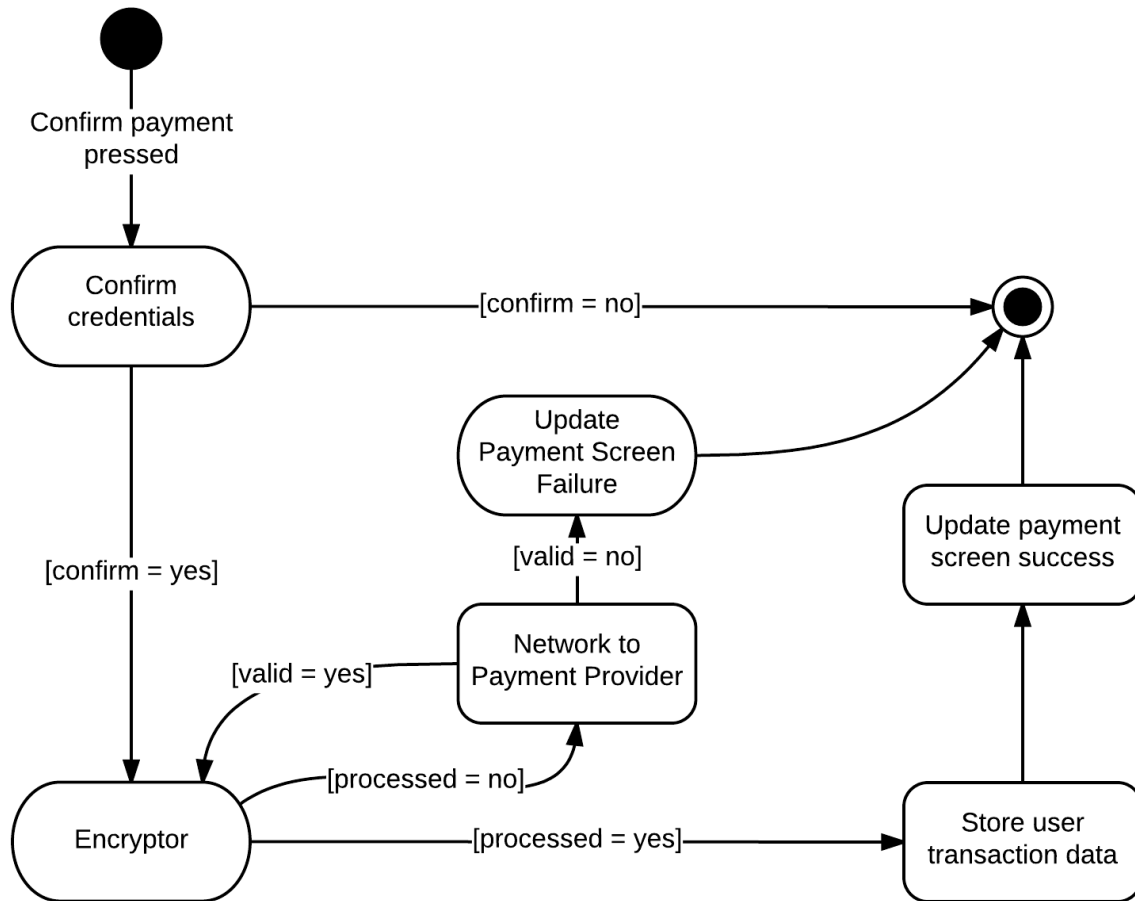 Confirm payment
pressed
Confirm
credentials
[confirm = no]
Update
Payment Screen
Failure
Update payment
screen success
[valid = no]
[confirm = yes]
Network to
Payment Provider
[valid = yes]
[processed = no]
Encryptor
[processed = yes]
Store user
transaction data